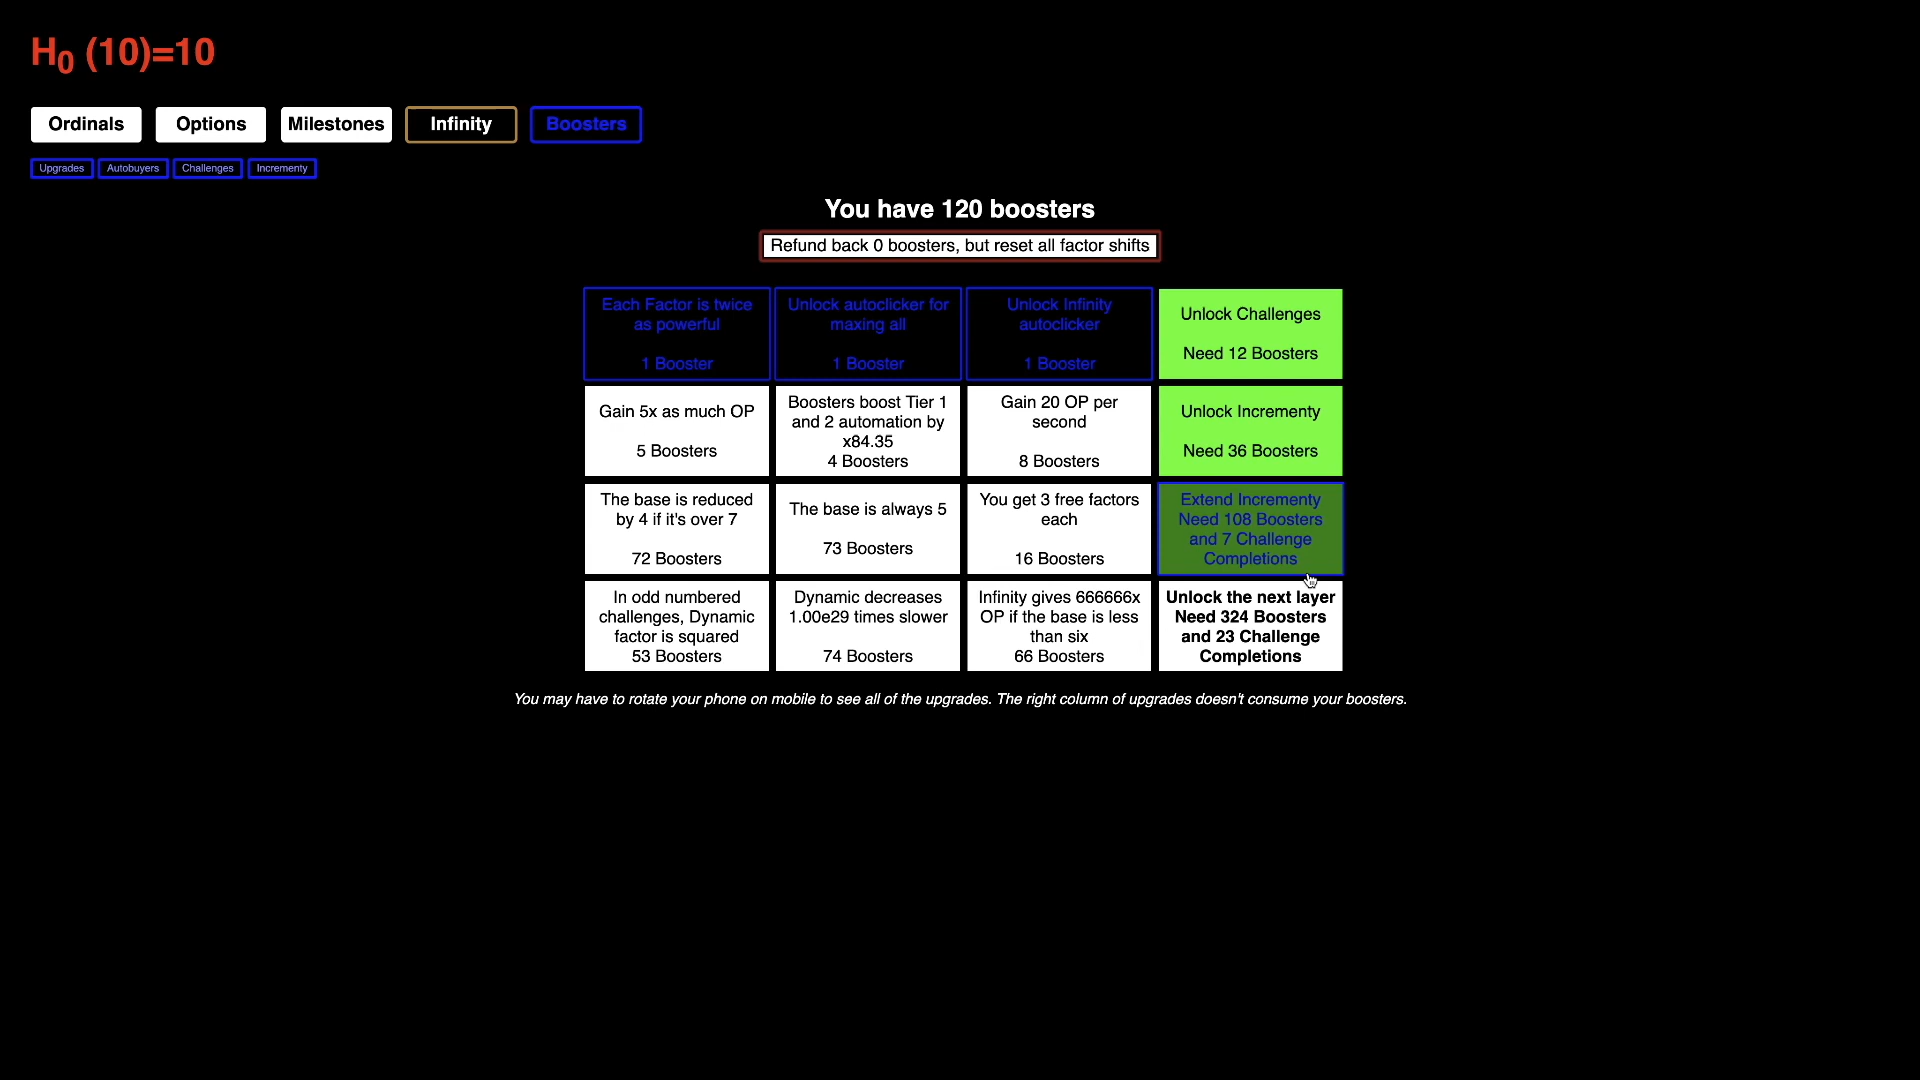 H₀ (10)=10
Ordinals Options Milestones Infinity Boosters
Upgrades Autobuyers Challenges Incrementy
You have 120 boosters
Refund back 0 boosters, but reset all factor shifts
Each Factor is twice
as powerful
1 Booster
Unlock autoclicker for
maxing all
1 Booster
Unlock Infinity
autoclicker
1 Booster
Unlock Challenges
Need 12 Boosters
Gain 5x as much OP
5 Boosters
Boosters boost Tier 1
and 2 automation by
x84.35
4 Boosters
Gain 20 OP per
second
8 Boosters
Unlock Incrementy
Need 36 Boosters
The base is reduced
by 4 if it's over 7
72 Boosters
The base is always 5
73 Boosters
You get 3 free factors
each
16 Boosters
Extend Incrementy
Need 108 Boosters
and 7 Challenge
Completions
In odd numbered
challenges, Dynamic
factor is squared
53 Boosters
Dynamic decreases
1.00e29 times slower
74 Boosters
Infinity gives 666666x
OP if the base is less
than six
66 Boosters
Unlock the next layer
Need 324 Boosters
and 23 Challenge
Completions
You may have to rotate your phone on mobile to see all of the upgrades. The right column of upgrades doesn't consume your boosters.